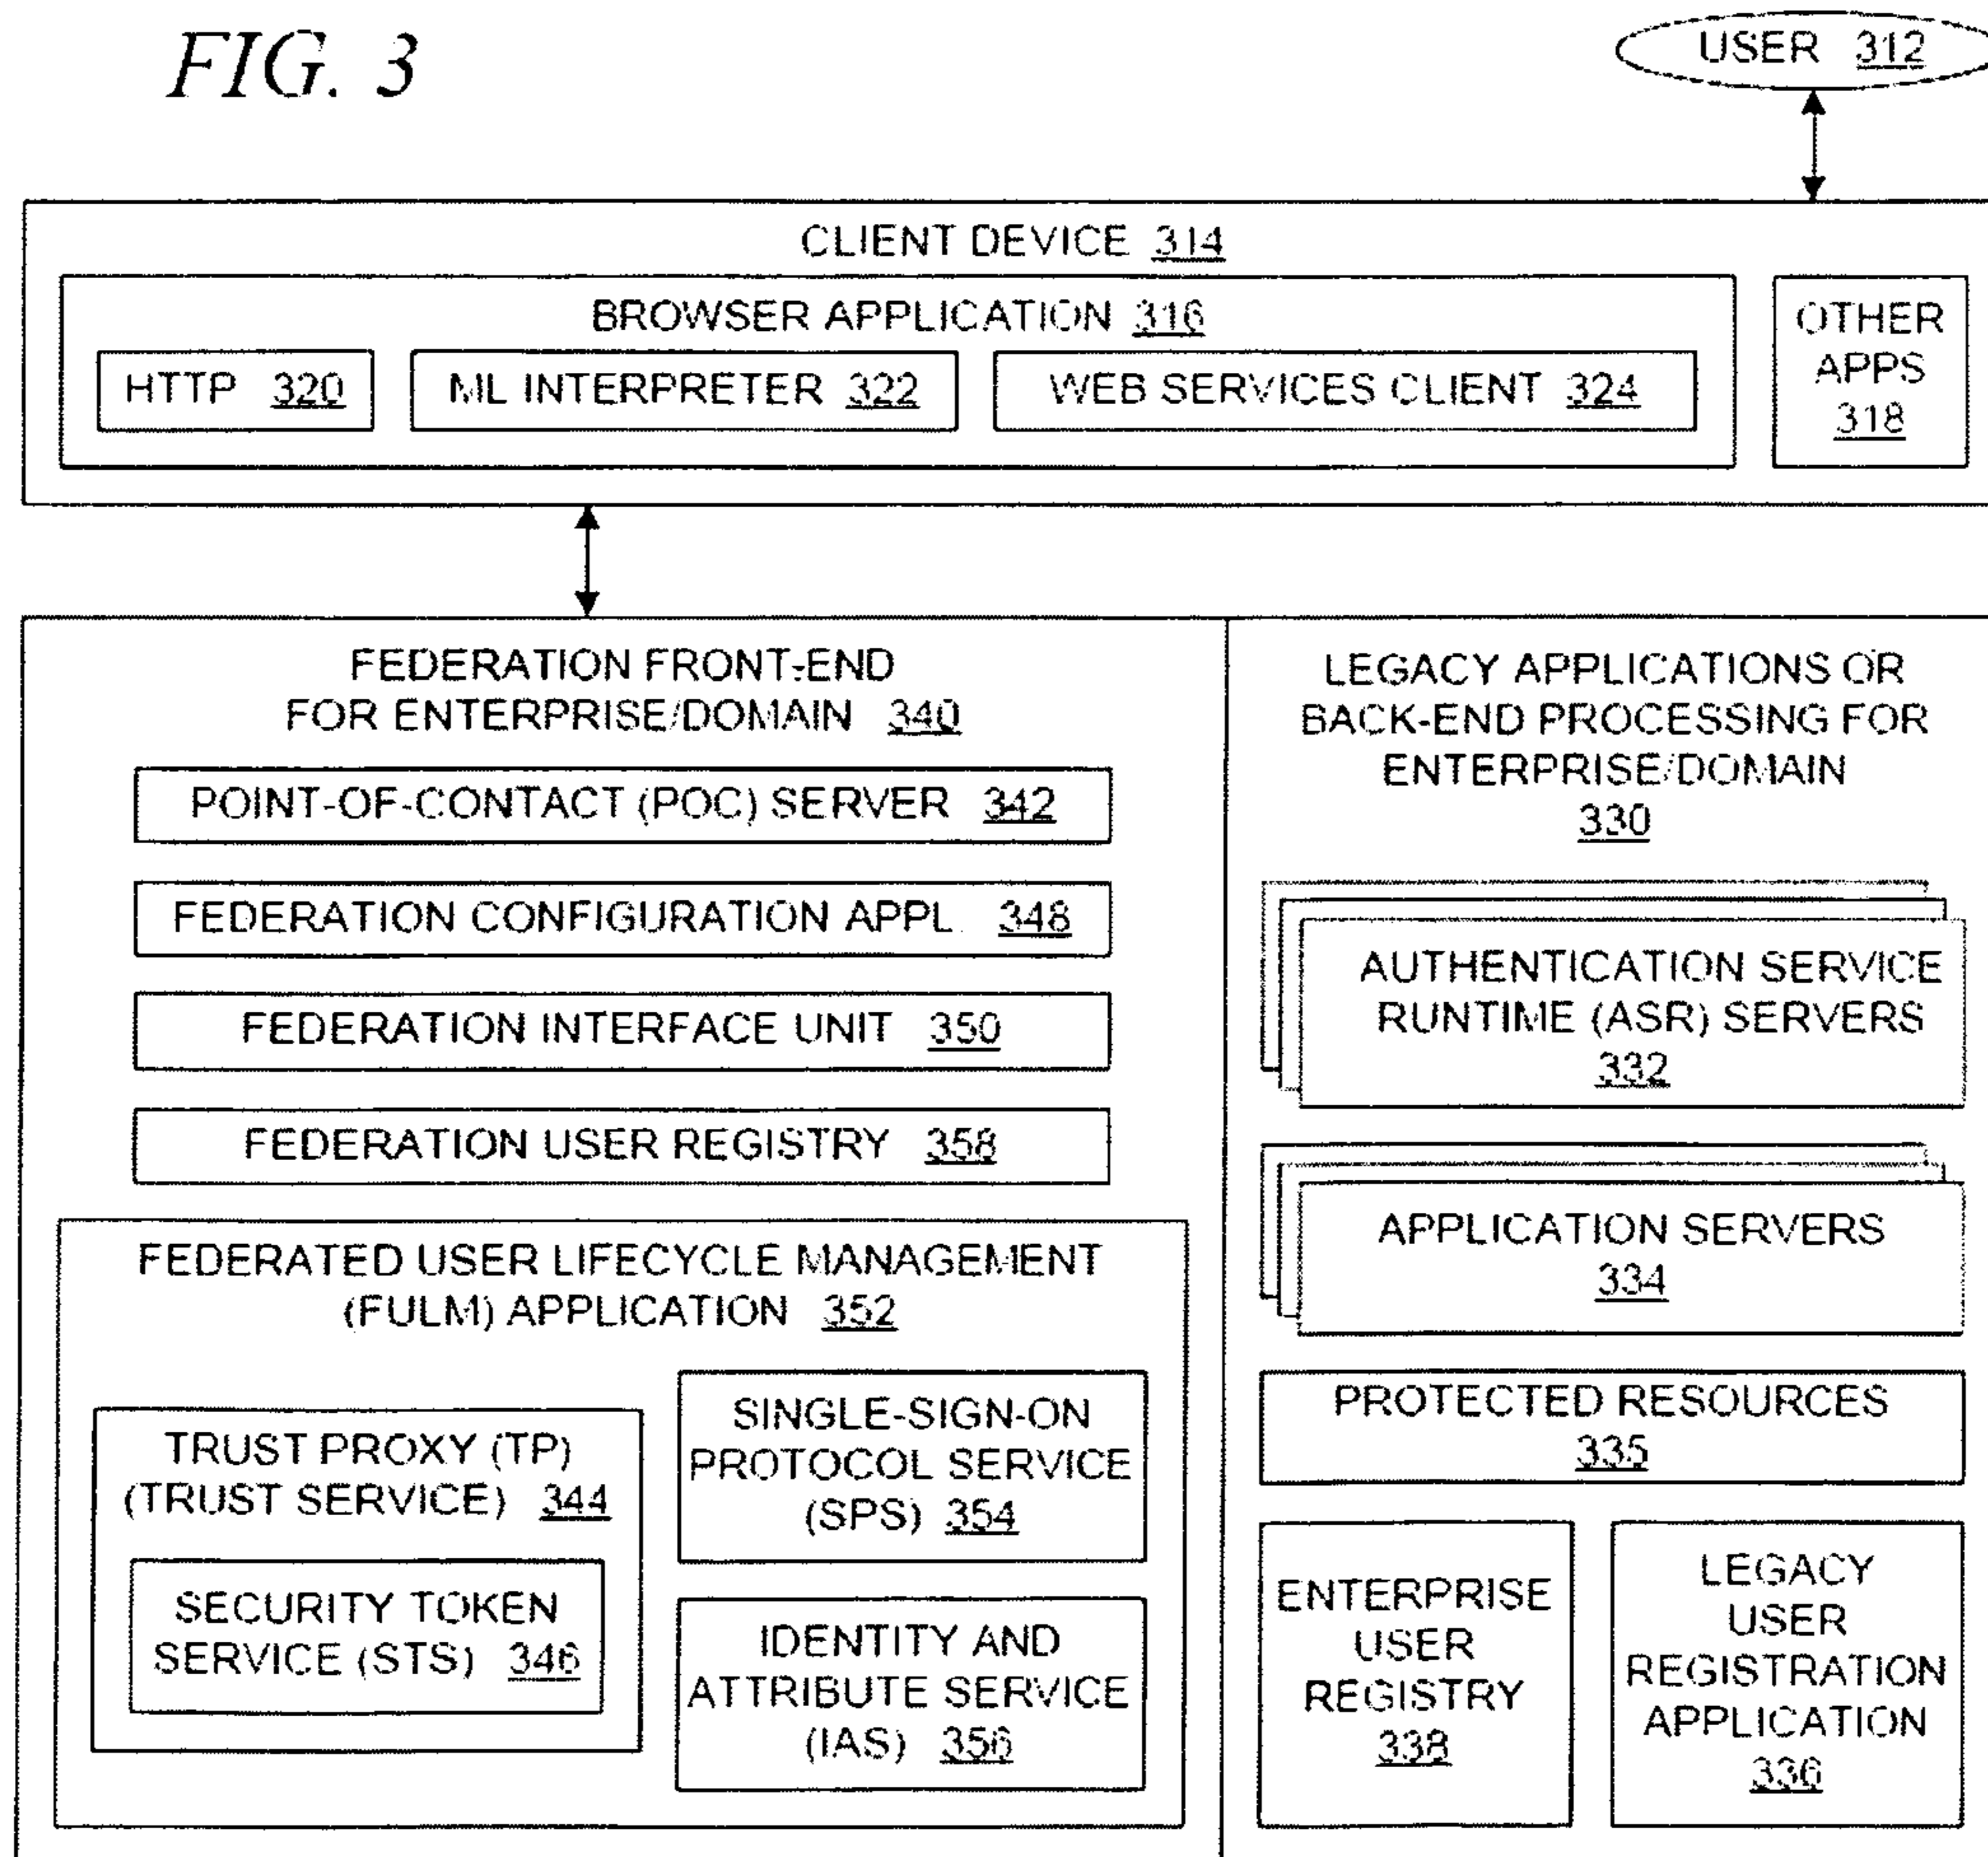 FIG. 3
USER 312
CLIENT DEVICE 314
BROWSER APPLICATION 316
HTTP 320
ML INTERPRETER 322
WEB SERVICES CLIENT 324
OTHER
APPS
318
FEDERATION FRONT-END
FOR ENTERPRISE/DOMAIN 340
POINT-OF-CONTACT (POC) SERVER 342
FEDERATION CONFIGURATION APPL. 348
FEDERATION INTERFACE UNIT 350
FEDERATION USER REGISTRY 358
FEDERATED USER LIFECYCLE MANAGEMENT
(FULM) APPLICATION 352
TRUST PROXY (TP)
(TRUST SERVICE) 344
SECURITY TOKEN
SERVICE (STS) 346
SINGLE-SIGN-ON
PROTOCOL SERVICE
(SPS) 354
IDENTITY AND
ATTRIBUTE SERVICE
(IAS) 356
LEGACY APPLICATIONS OR
BACK-END PROCESSING FOR
ENTERPRISE/DOMAIN
330
AUTHENTICATION SERVICE
RUNTIME (ASR) SERVERS
332
APPLICATION SERVERS
334
PROTECTED RESOURCES
335
ENTERPRISE
USER
REGISTRY
338
LEGACY
USER
REGISTRATION
APPLICATION
336